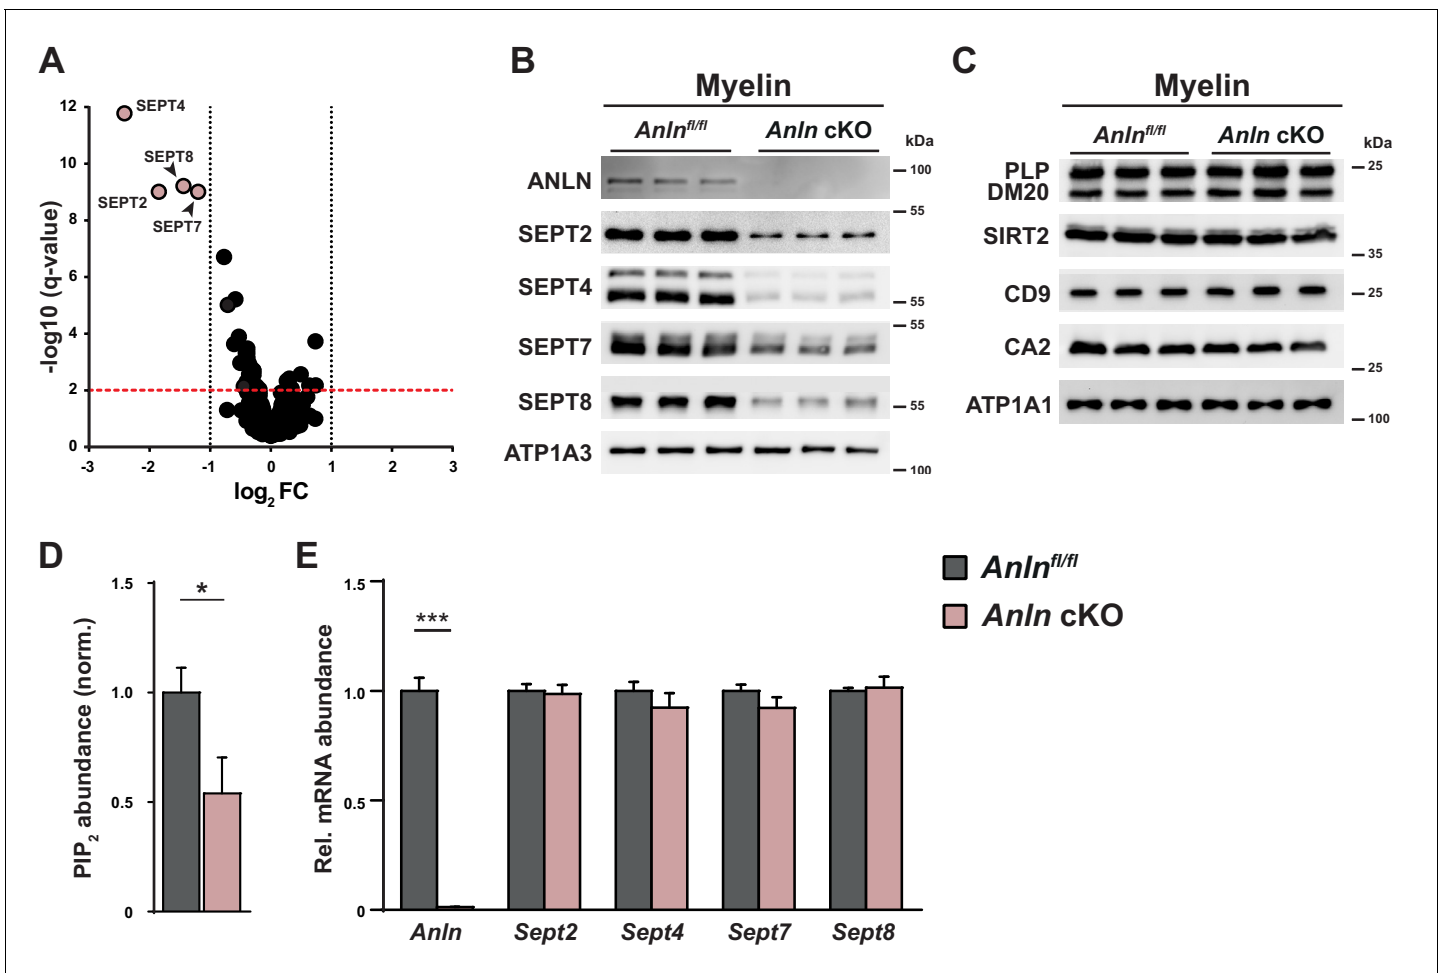 A
12
10
8
6
4
2
0
-log10 (q-value)
SEPT4
SEPT8
SEPT2
SEPT7
-3 -2 -1 0 1 2 3
log2 FC
B
Myelin
Anlnfl/fl Anln cKO
kDa
ANLN 100
55
SEPT2
SEPT4 55
55
SEPT7
SEPT8 55
ATP1A3
100
C
Myelin
Anlnfl/fl Anln cKO
kDa
PLP 25
DM20
SIRT2
35
CD9 25
CA2
25
ATP1A1
100
D
1.5
1.0
0.5
0
PIP2 abundance (norm.)
*
E
1.5
1.0
0.5
0
Rel. mRNA abundance
***
Anln Sept2 Sept4 Sept7 Sept8
Anlnfl/fl
Anln cKO